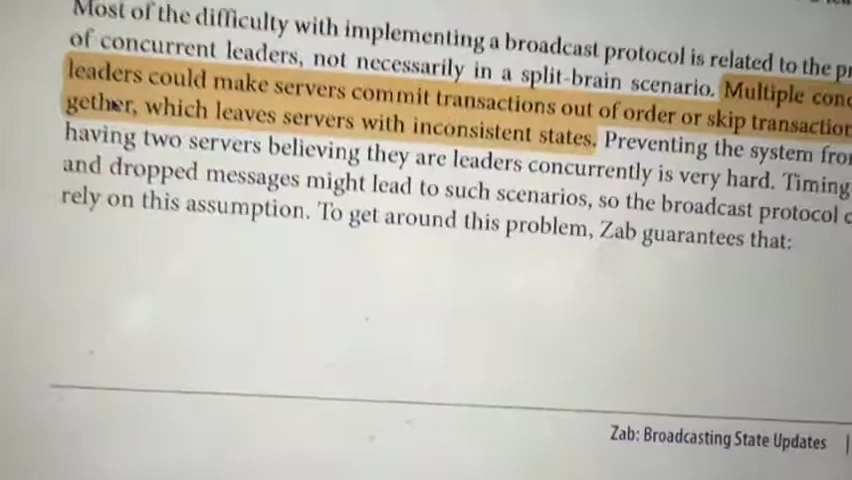 Most of the difficulty with implementing a broadcast protocol is related to the
of concurrent leaders, not necessarily in a split-brain scenario. Multiple
leaders could make servers commit transactions out of order or skip
gether, which leaves servers with inconsistent states. Preventing the system
having two servers believing they are leaders concurrently is very hard. Timing
and dropped messages might lead to such scenarios, so the broadcast protocol
rely on this assumption. To get around this problem, Zab guarantees that:
Zab: Broadcasting State Updates |